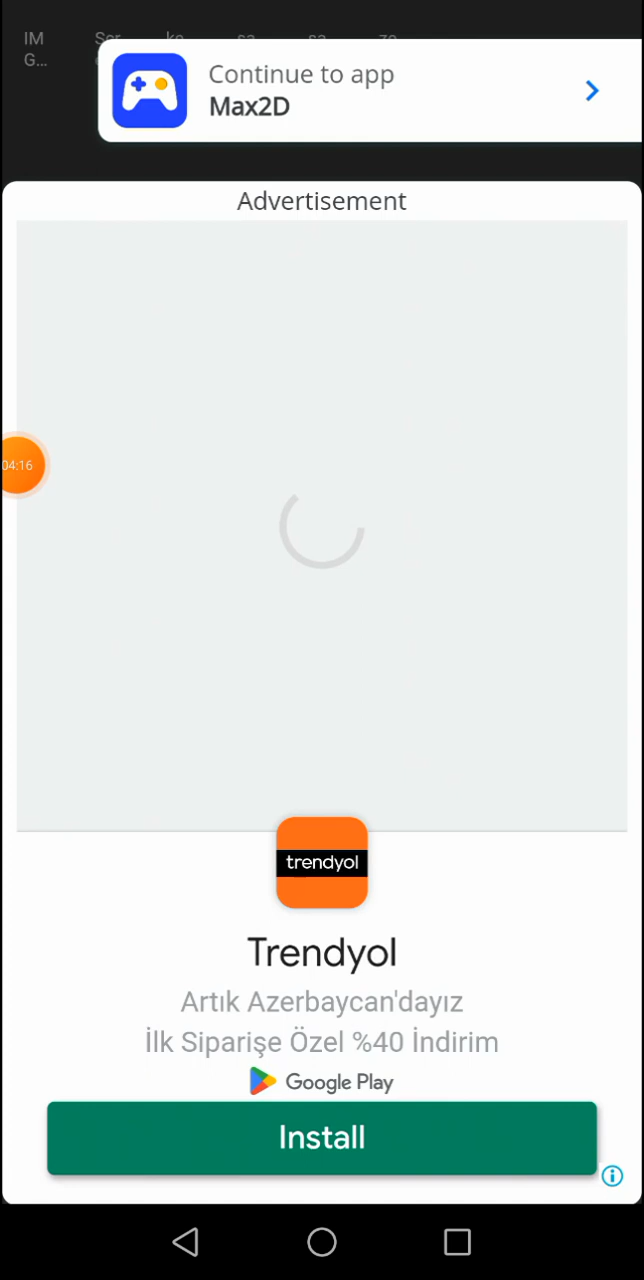 IM
G...
Continue to app
Max2D
Advertisement
04:16
trendyol
Trendyol
Artık Azerbaycan'dayız
İlk Siparişe Özel %40 İndirim
Google Play
Install